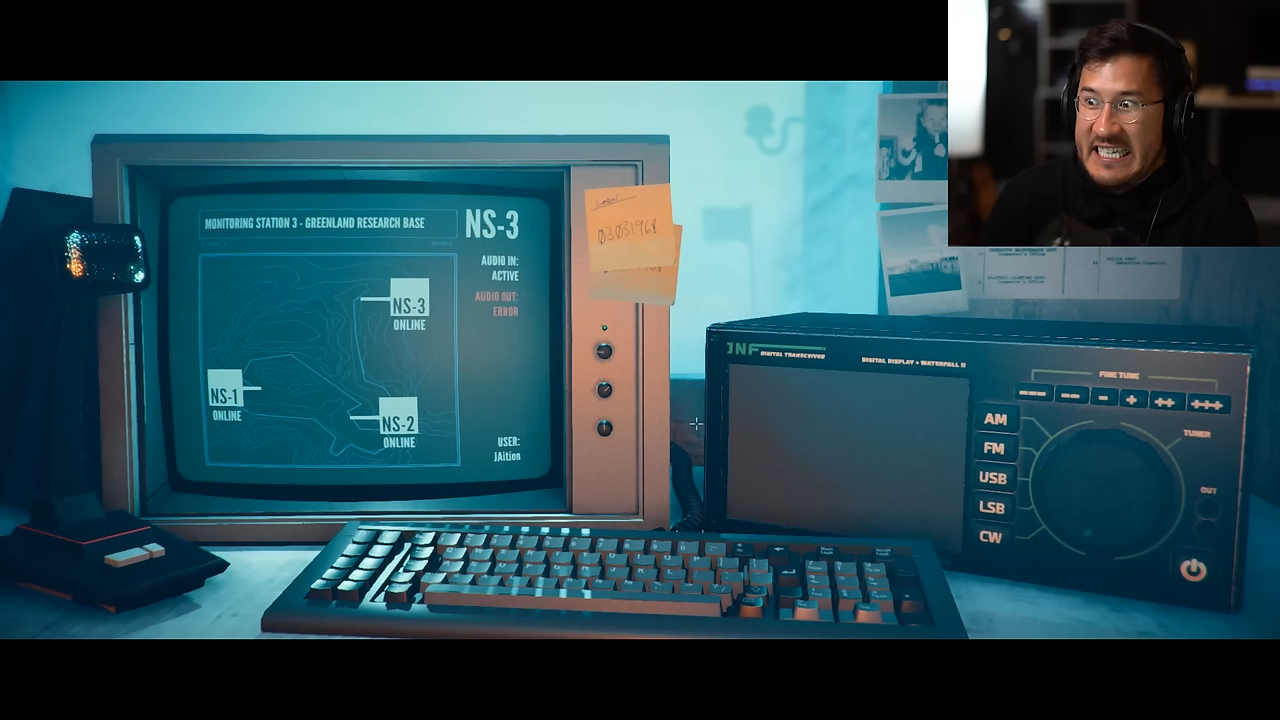 MONITORING STATION 3 - GREENLAND RESEARCH BASE
NS-3
AUDIO IN:
ACTIVE
AUDIO OUT:
ERROR
NS-3
ONLINE
NS-1
ONLINE
NS-2
ONLINE
USER:
JAition
03051968
JNF DIGITAL TRANSCEIVER
DIGITAL DISPLAY + WATERFALL II
FINE TUNE
--- -- - + ++ +++
AM
FM
USB
LSB
CW
TUNER
OUT